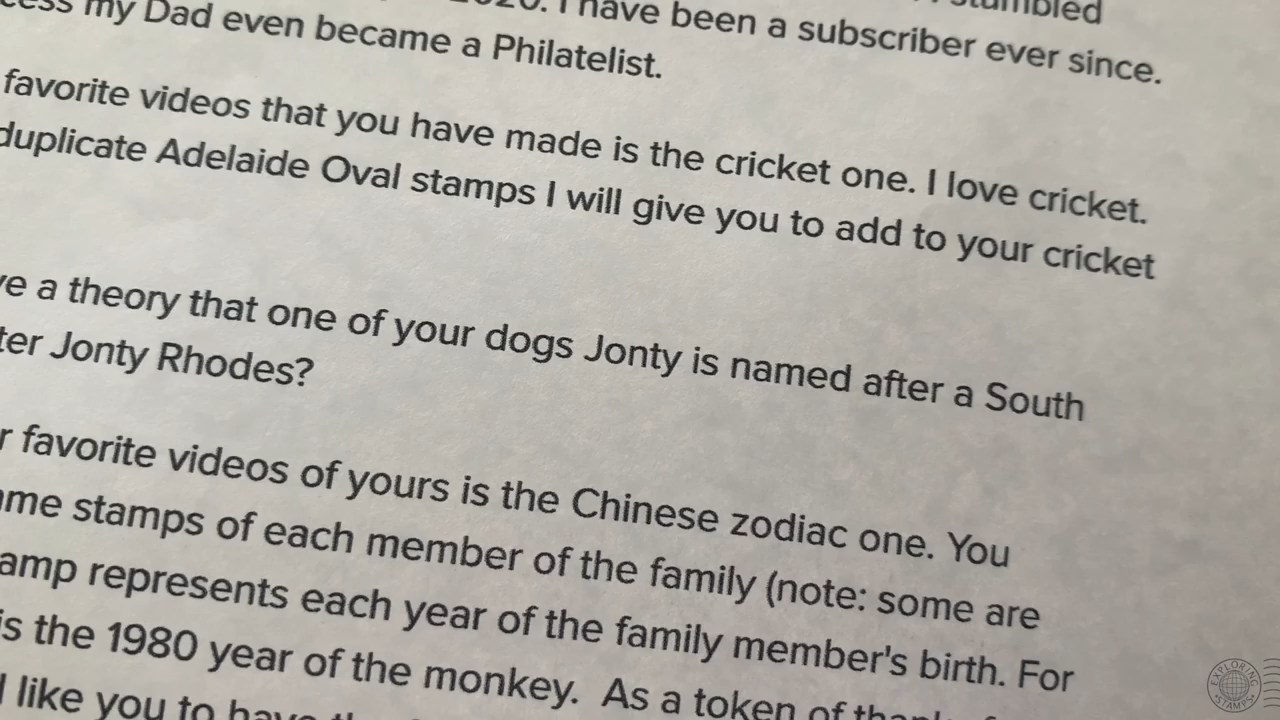 my Dad even became a Philatelist.
I have been a subscriber ever since.
favorite videos that you have made is the cricket one. I love cricket.
duplicate Adelaide Oval stamps I will give you to add to your cricket
ve a theory that one of your dogs Jonty is named after a South
ter Jonty Rhodes?
r favorite videos of yours is the Chinese zodiac one. You
me stamps of each member of the family (note: some are
amp represents each year of the family member's birth. For
is the 1980 year of the monkey. As a token of
like you to have
EXPLORING STAMPS